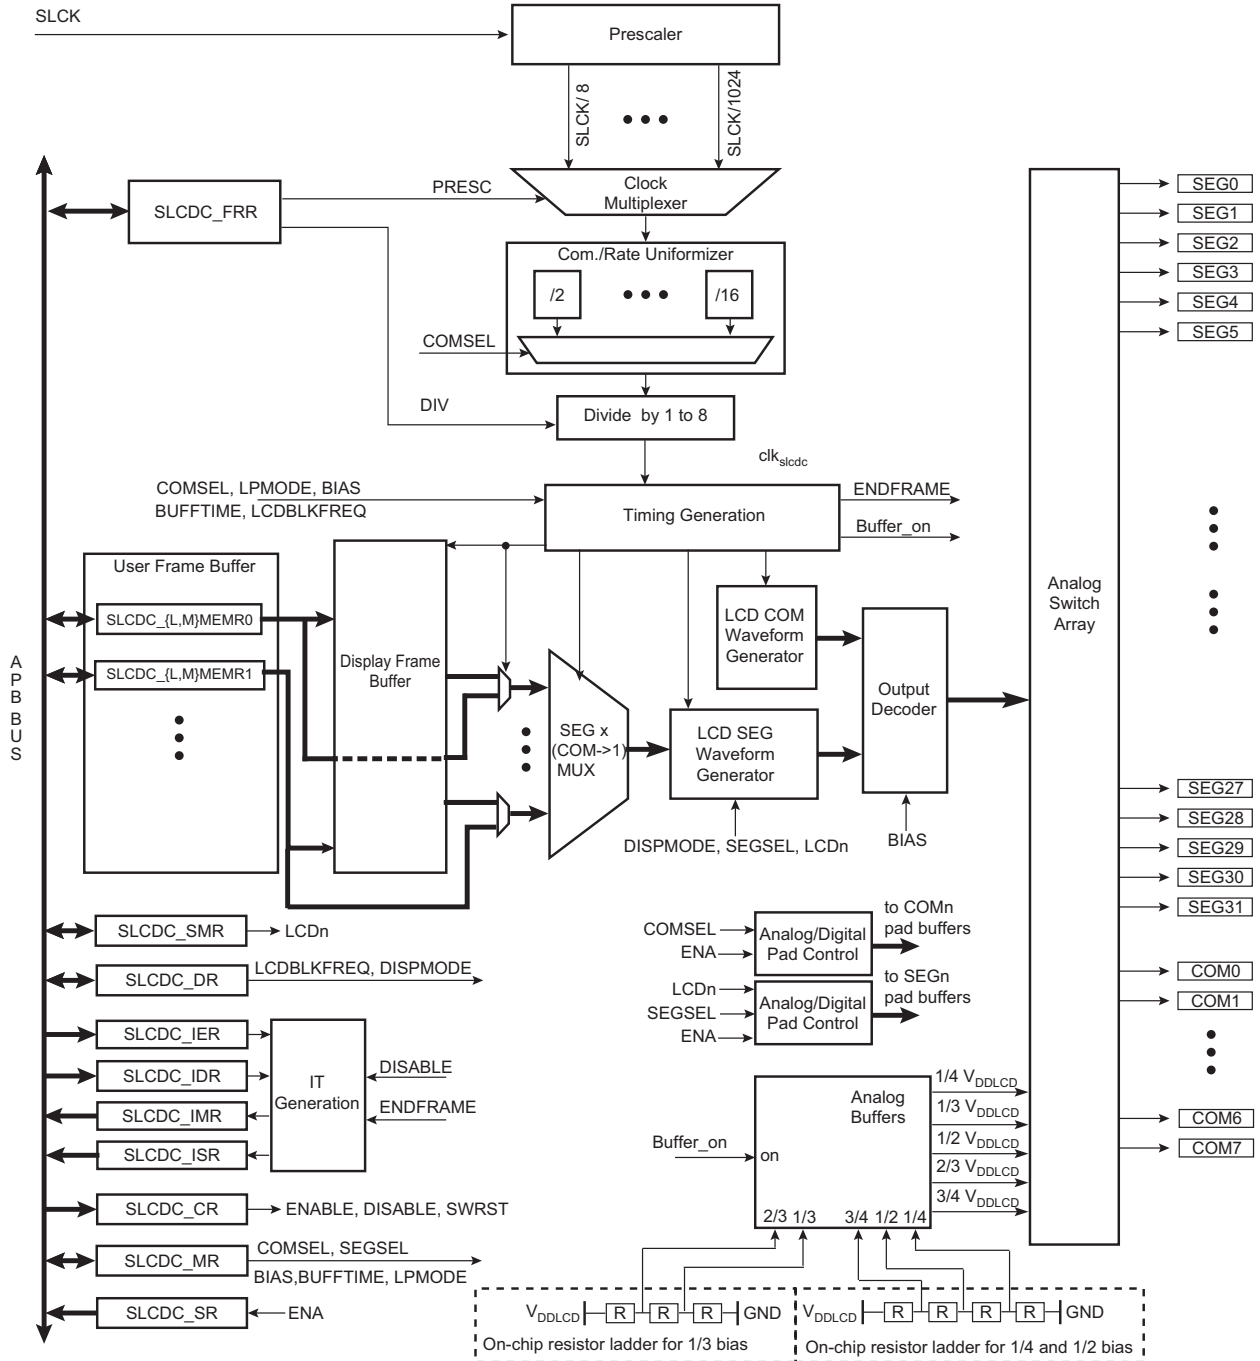 SLCK
Prescaler
SLCK/ 8
SLCK/1024
PRESC
Clock
Multiplexer
SLCDC_FRR
Com./Rate Uniformizer
/2
/16
COMSEL
DIV
Divide by 1 to 8
clkslcdc
COMSEL, LPMODE, BIAS
BUFFTIME, LCDBLKFREQ
Timing Generation
ENDFRAME
Buffer_on
User Frame Buffer
SLCDC_{L,M}MEMR0
SLCDC_{L,M}MEMR1
APB BUS
Display Frame
Buffer
SEG x
(COM->1)
MUX
LCD COM
Waveform
Generator
LCD SEG
Waveform
Generator
DISPMODE, SEGSEL, LCDn
Output
Decoder
BIAS
Analog
Switch
Array
SEG0
SEG1
SEG2
SEG3
SEG4
SEG5
SEG27
SEG28
SEG29
SEG30
SEG31
COM0
COM1
COM6
COM7
SLCDC_SMR
LCDn
SLCDC_DR
LCDBLKFREQ, DISPMODE
SLCDC_IER
SLCDC_IDR
SLCDC_IMR
SLCDC_ISR
IT
Generation
DISABLE
ENDFRAME
SLCDC_CR
ENABLE, DISABLE, SWRST
SLCDC_MR
COMSEL, SEGSEL
BIAS,BUFFTIME, LPMODE
SLCDC_SR
ENA
COMSEL
ENA
Analog/Digital
Pad Control
to COMn
pad buffers
LCDn
SEGSEL
ENA
Analog/Digital
Pad Control
to SEGn
pad buffers
Buffer_on
on
Analog
Buffers
1/4 VDDLCD
1/3 VDDLCD
1/2 VDDLCD
2/3 VDDLCD
3/4 VDDLCD
2/3 1/3 3/4 1/2 1/4
VDDLCD R R R GND
On-chip resistor ladder for 1/3 bias
VDDLCD R R R R GND
On-chip resistor ladder for 1/4 and 1/2 bias